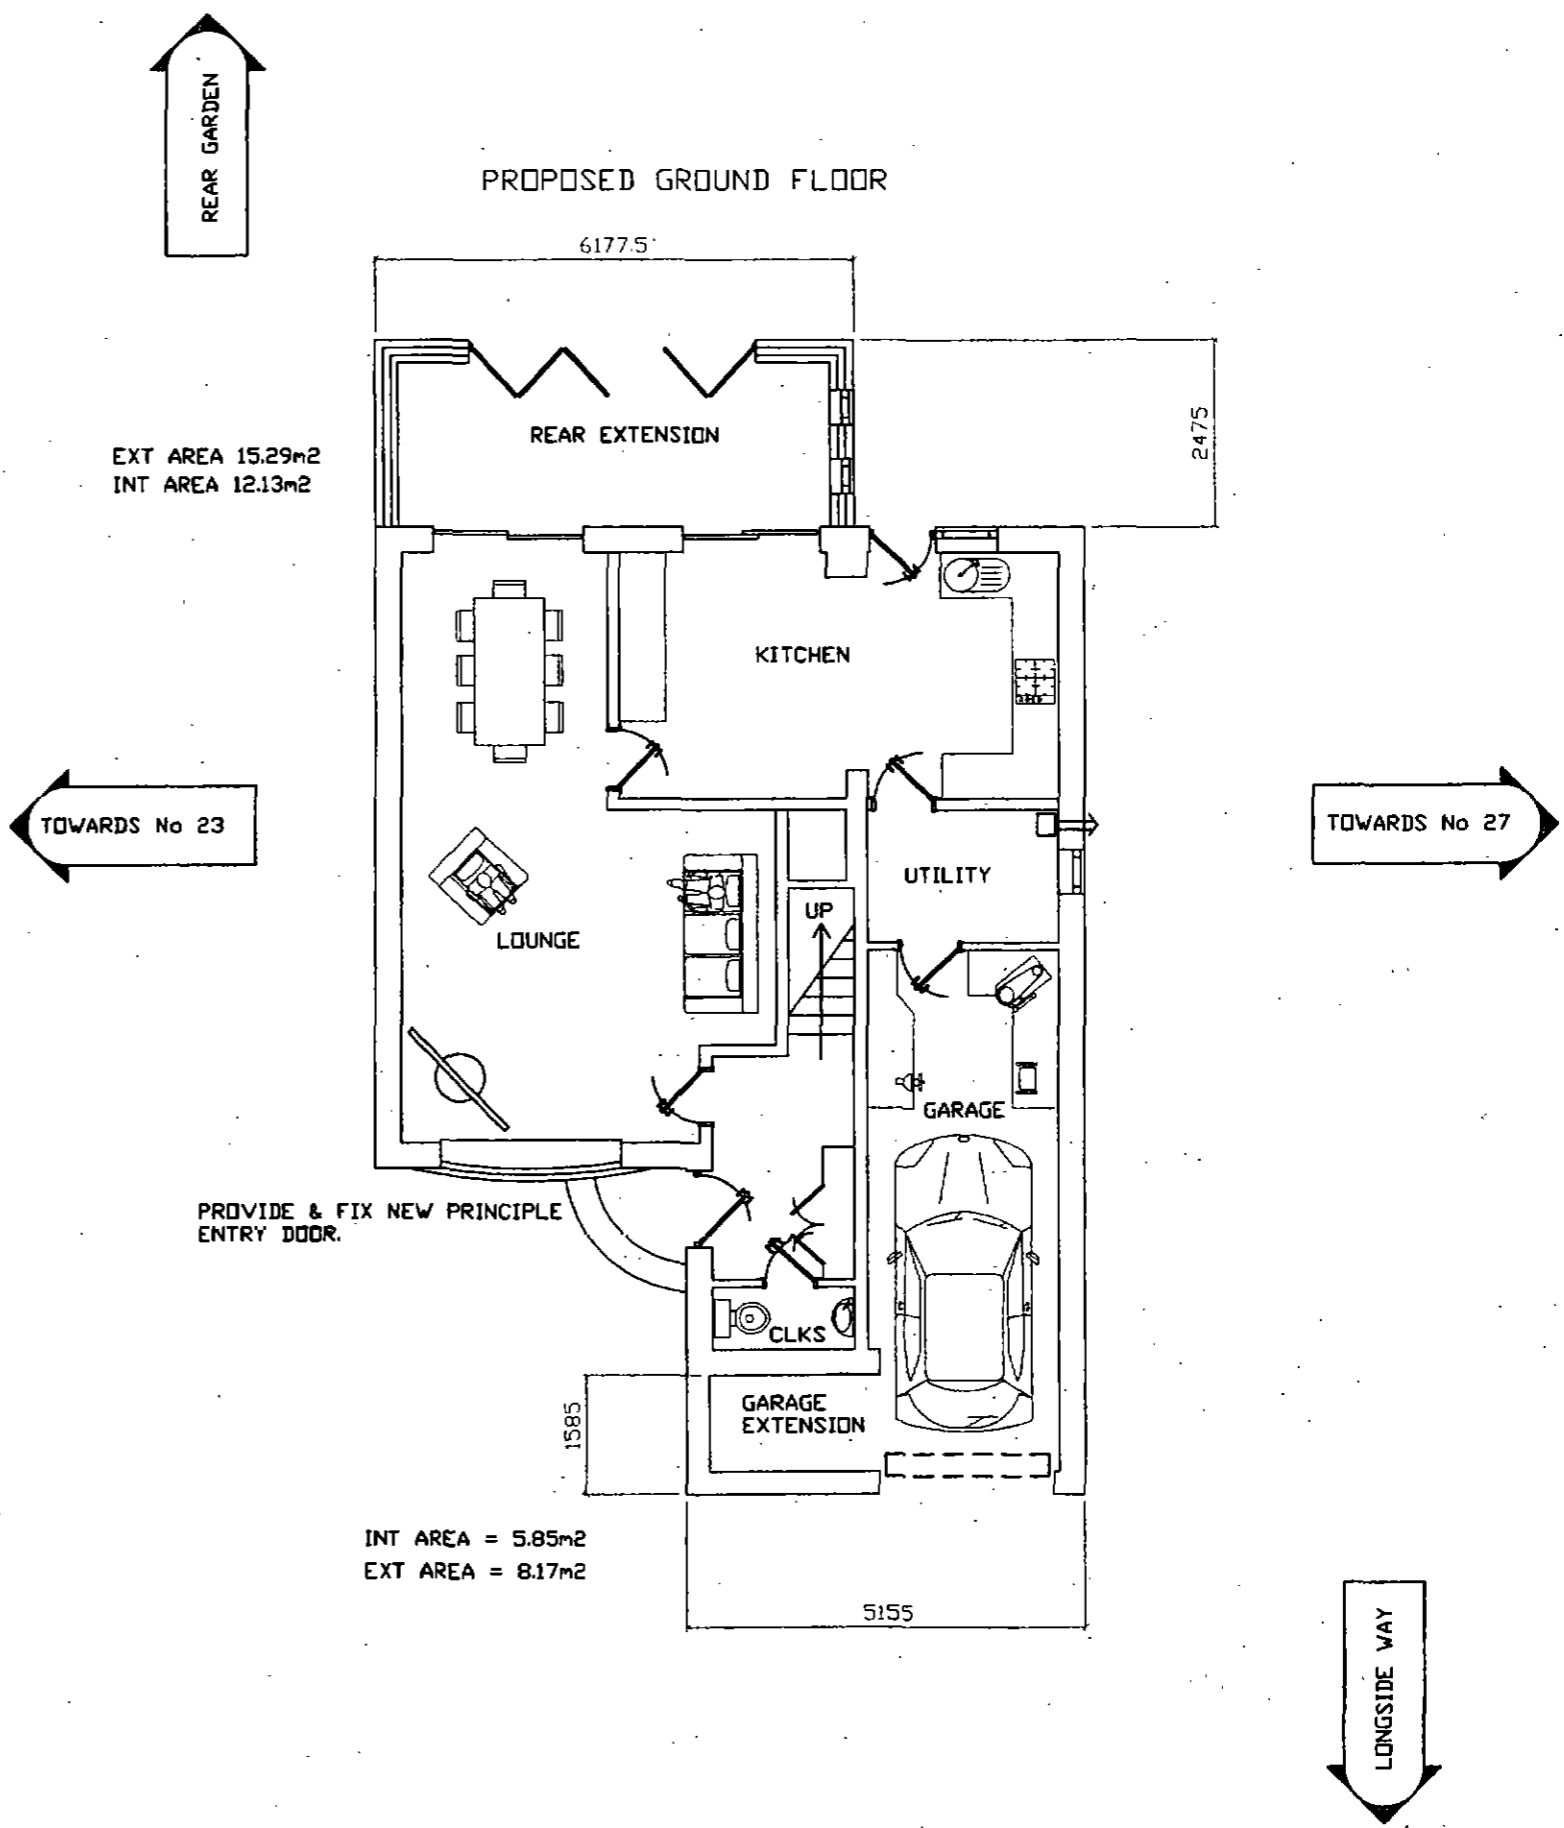 REAR GARDEN
PROPOSED GROUND FLOOR
6177.5
REAR EXTENSION
2475
EXT AREA 15.29m2
INT AREA 12.13m2
KITCHEN
TOWARDS No 23
TOWARDS No 27
UTILITY
UP
LOUNGE
GARAGE
PROVIDE & FIX NEW PRINCIPLE
ENTRY DOOR.
CLKS
GARAGE
EXTENSION
1585
INT AREA = 5.85m2
EXT AREA = 8.17m2
5155
LONGSIDE WAY